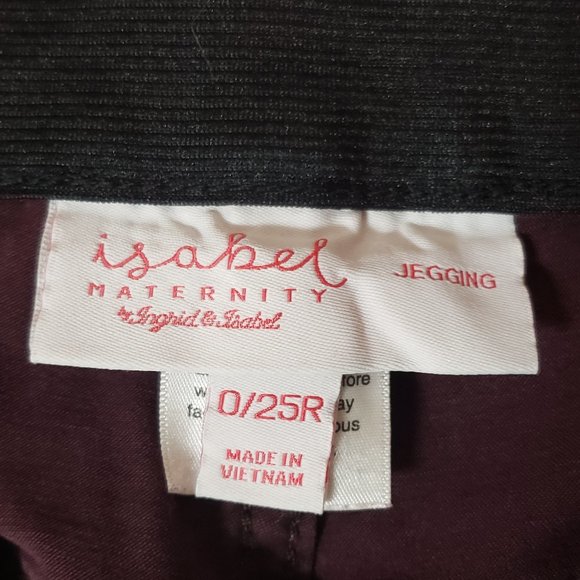 isabel
MATERNITY
by Ingrid & Isabel
JEGGING
0/25R
MADE IN
VIETNAM